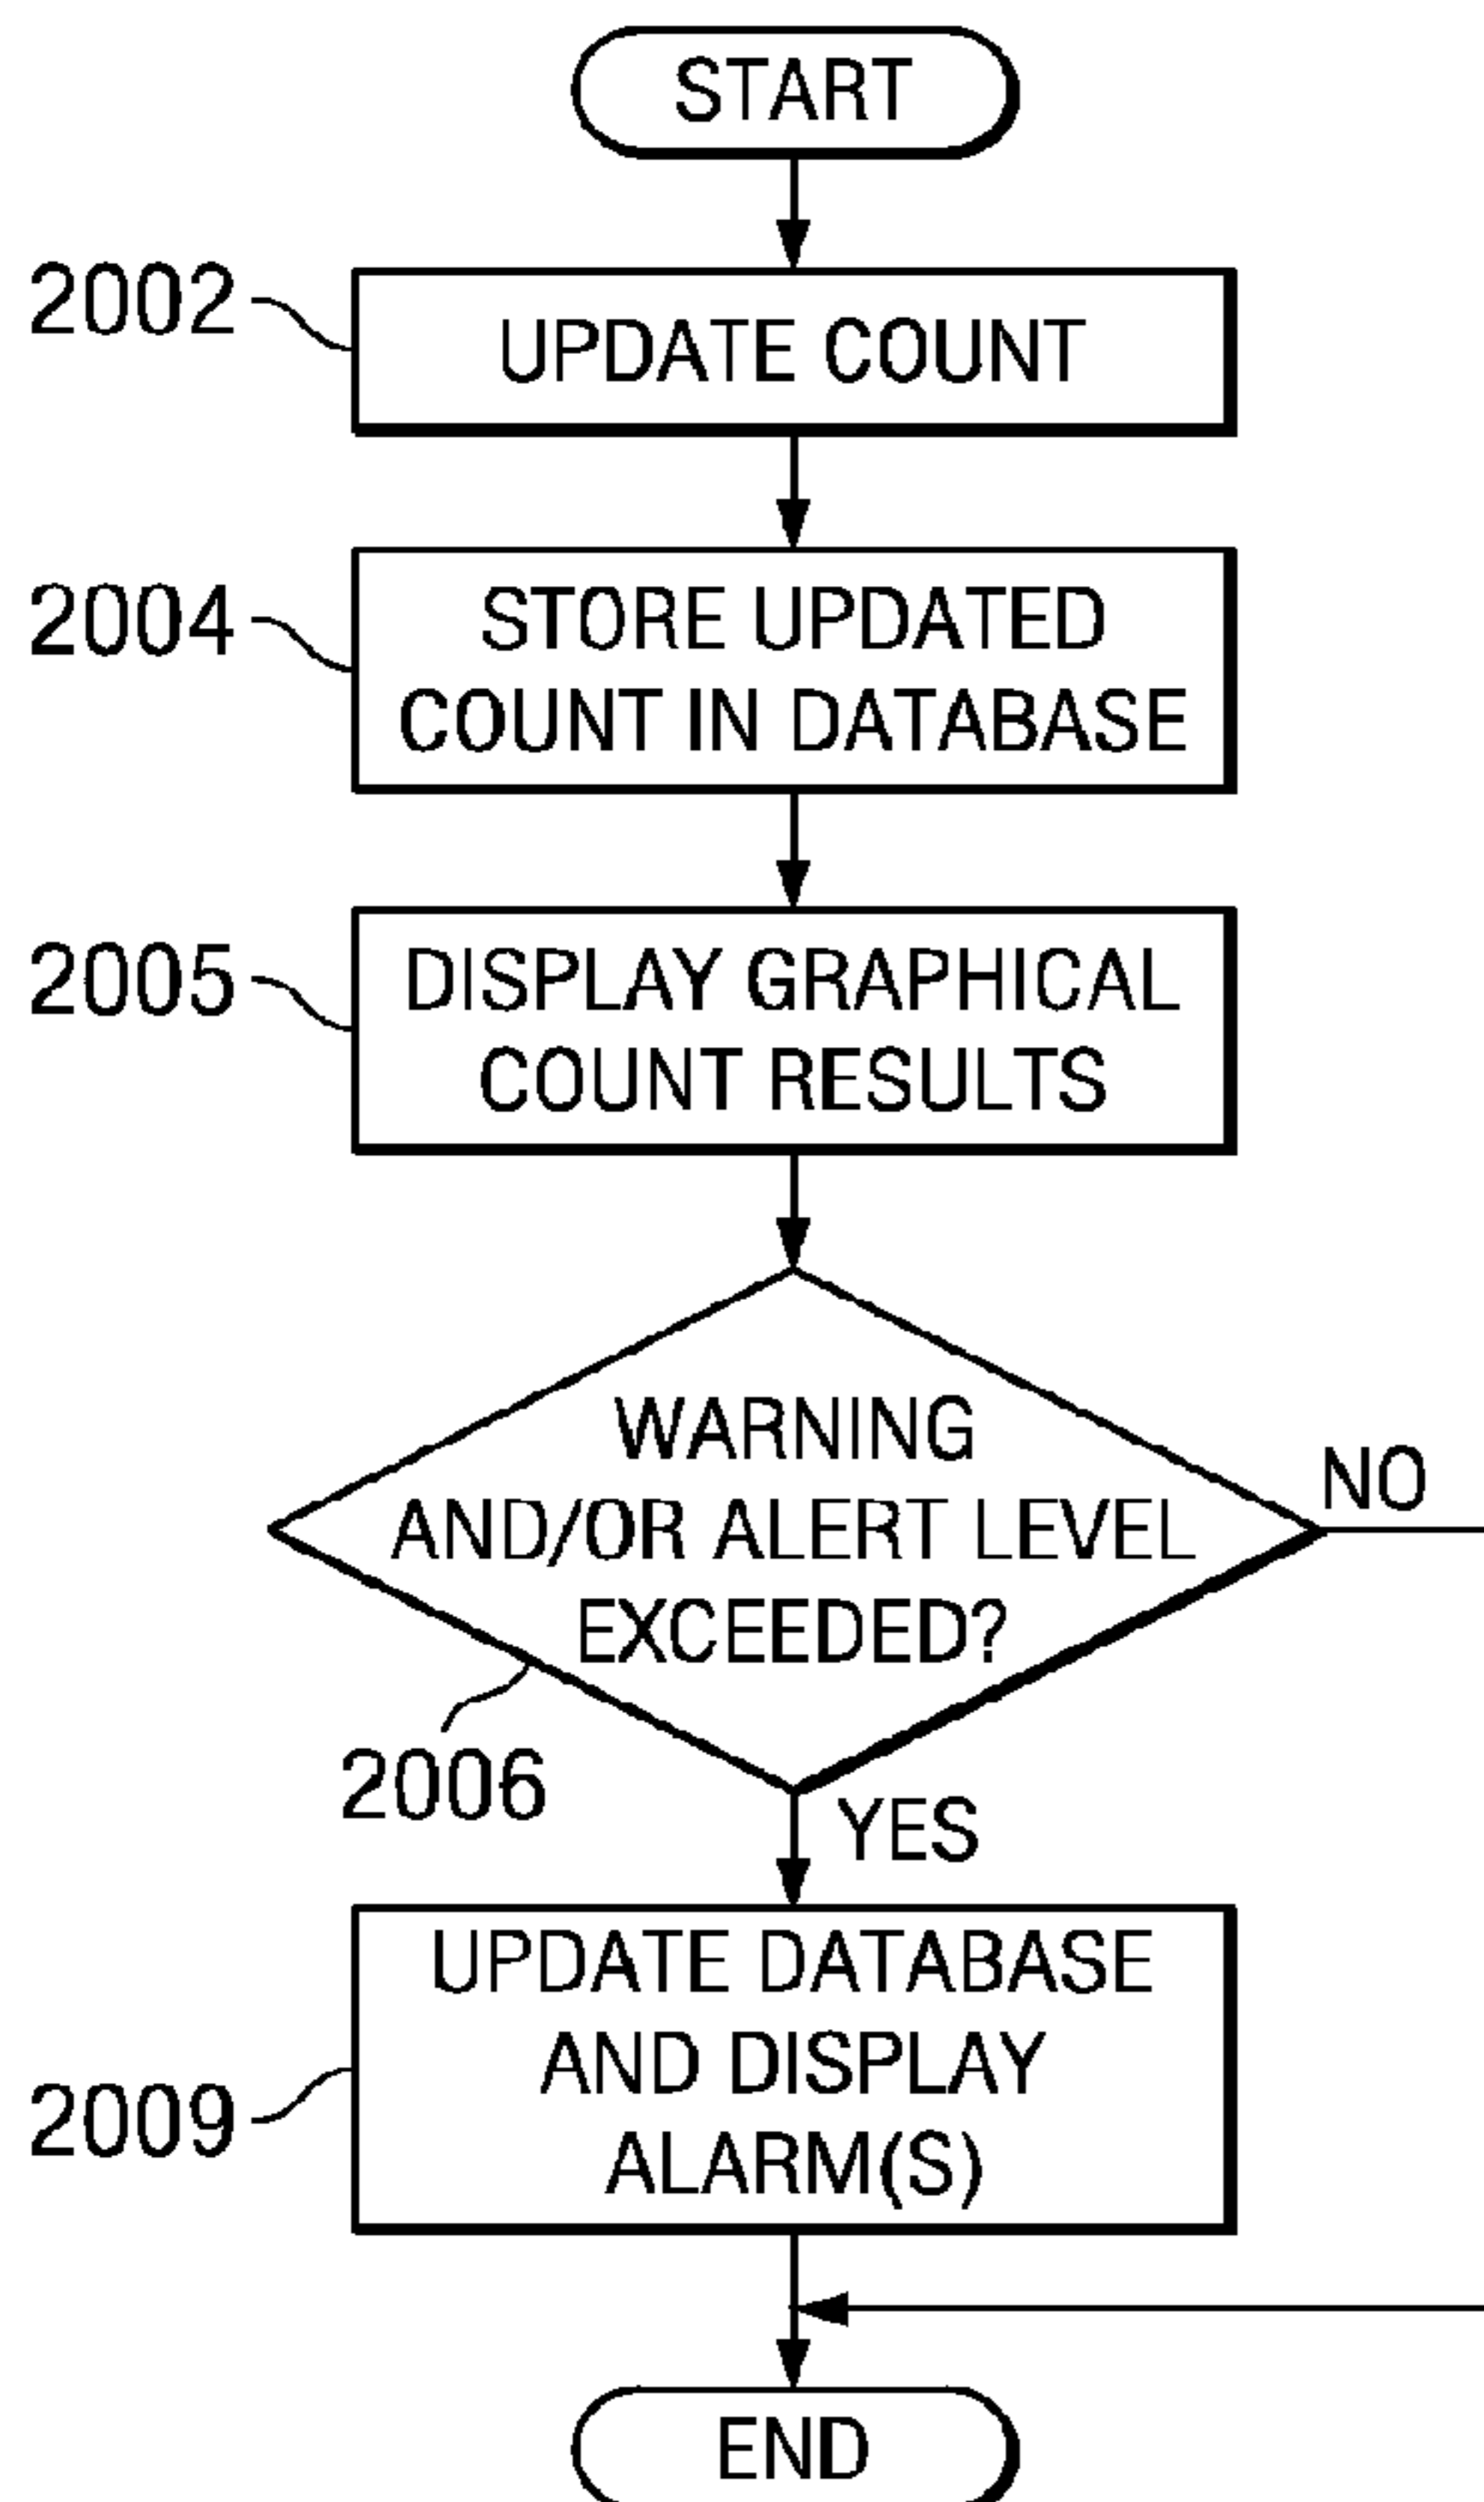 START
2002
UPDATE COUNT
2004
STORE UPDATED
COUNT IN DATABASE
2005
DISPLAY GRAPHICAL
COUNT RESULTS
WARNING
AND/OR ALERT LEVEL
EXCEEDED?
NO
2006
YES
UPDATE DATABASE
AND DISPLAY
ALARM(S)
2009
END